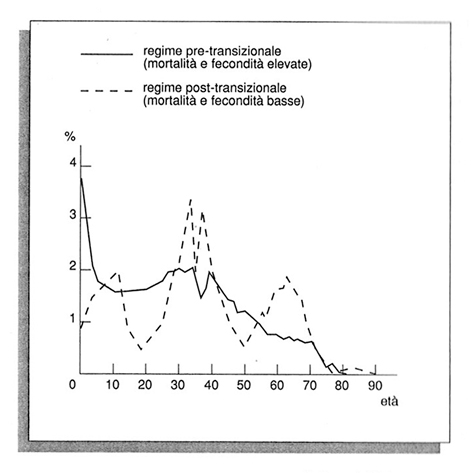 regime pre-transizionale
(mortalità e fecondità elevate)
regime post-transizionale
(mortalità e fecondità basse)
%
4
3
2
1
0 10 20 30 40 50 60 70 80 90
età